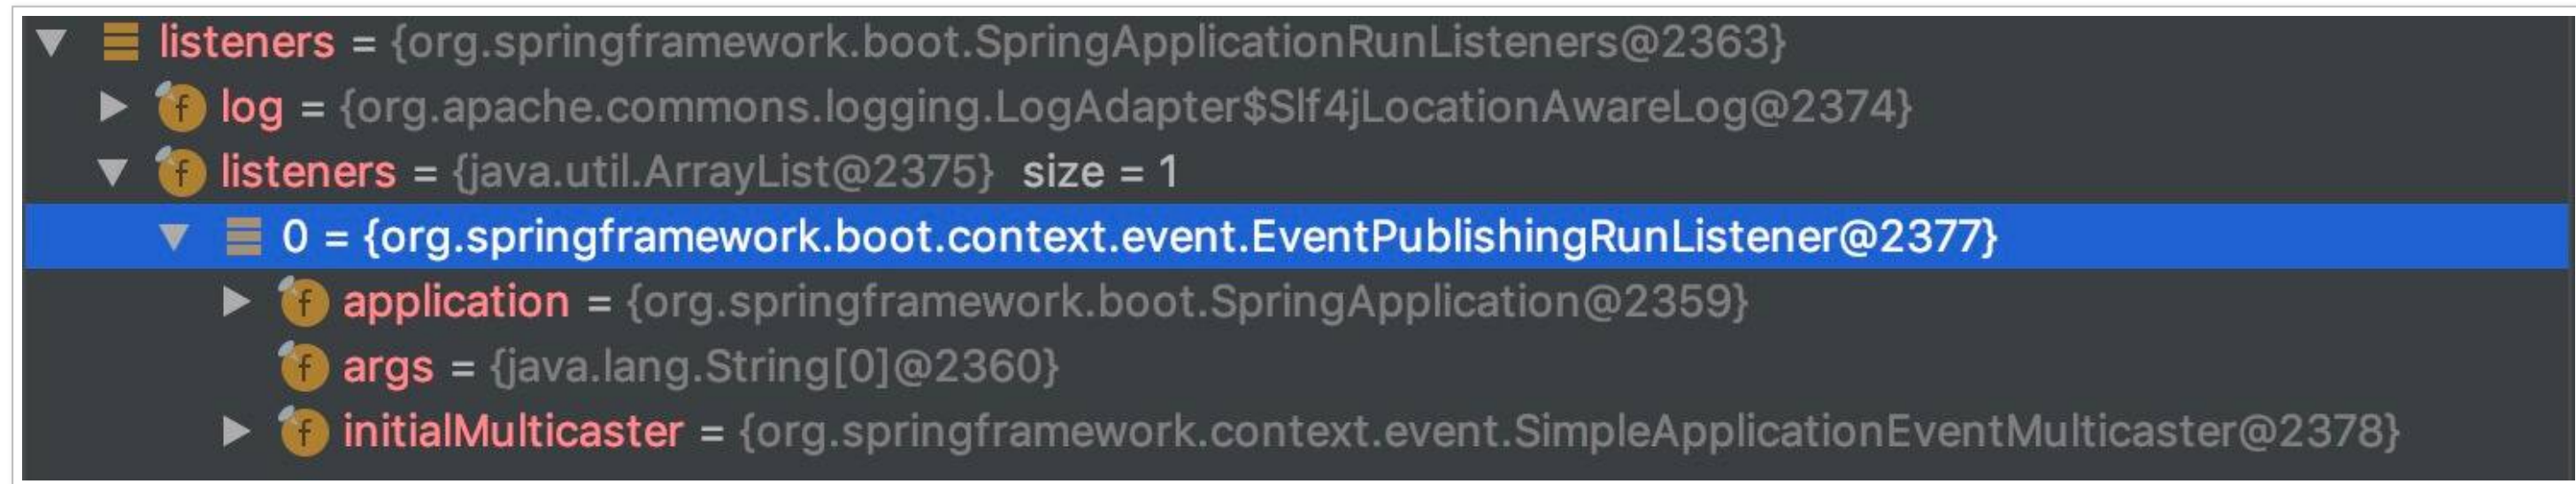 listeners = {org.springframework.boot.SpringApplicationRunListeners@2363}
f log = {org.apache.commons.logging.LogAdapter$Slf4jLocationAwareLog@2374}
f listeners = {java.util.ArrayList@2375} size = 1
0 = {org.springframework.boot.context.event.EventPublishingRunListener@2377}
f application = {org.springframework.boot.SpringApplication@2359}
f args = {java.lang.String[0]@2360}
f initialMulticaster = {org.springframework.context.event.SimpleApplicationEventMulticaster@2378}